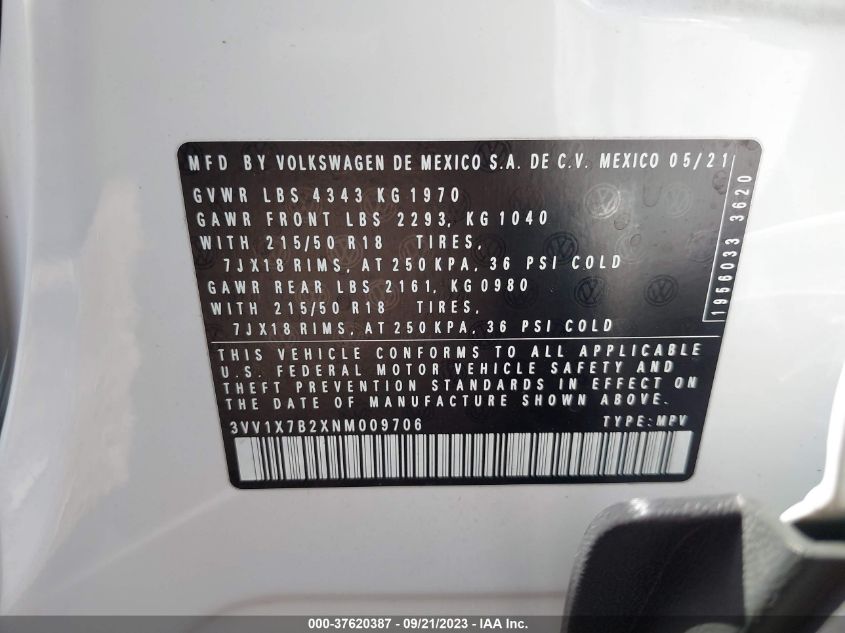 MFD BY VOLKSWAGEN DE MEXICO S.A. DE C.V. MEXICO 05/21
GVWR LBS 4343 KG 1970
GAWR FRONT LBS 2293, KG 1040
WITH 215/50 R18 TIRES,
7JX18 RIMS, AT 250 KPA, 36 PSI COLD
GAWR REAR LBS 2161, KG 0980
WITH 215/50 R18 TIRES,
7JX18 RIMS, AT 250 KPA, 36 PSI COLD
1956033 3620
THIS VEHICLE CONFORMS TO ALL APPLICABLE
U.S. FEDERAL MOTOR VEHICLE SAFETY AND
THEFT PREVENTION STANDARDS IN EFFECT ON
THE DATE OF MANUFACTURE SHOWN ABOVE.
3VV1X7B2XNM009706 TYPE: MPV
000-37620387 - 09/21/2023 - IAA Inc.